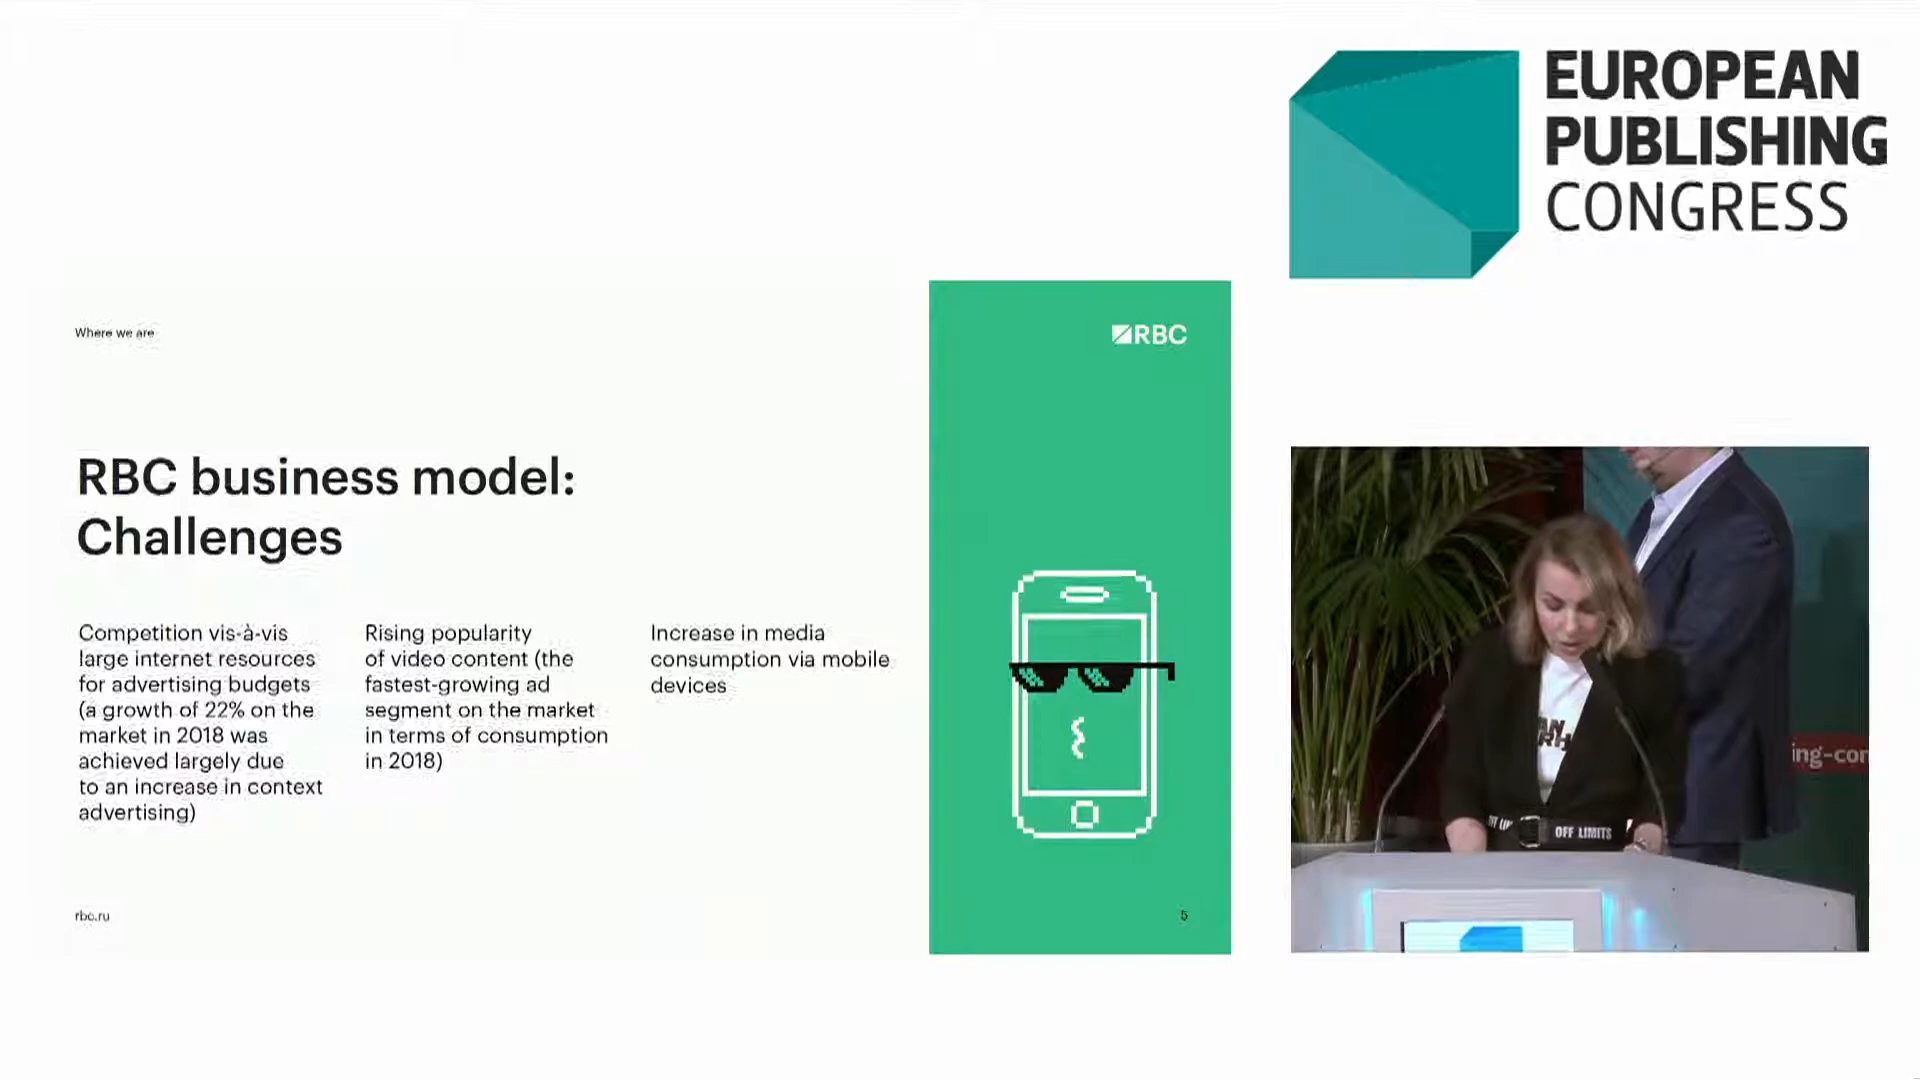 EUROPEAN
PUBLISHING
CONGRESS
Where we are
RBC
RBC business model:
Challenges
Competition vis-à-vis
large internet resources
for advertising budgets
(a growth of 22% on the
market in 2018 was
achieved largely due
to an increase in context
advertising)
Rising popularity
of video content (the
fastest-growing ad
segment on the market
in terms of consumption
in 2018)
Increase in media
consumption via mobile
devices
rbc.ru
5
ing-con
OFF LIMITS